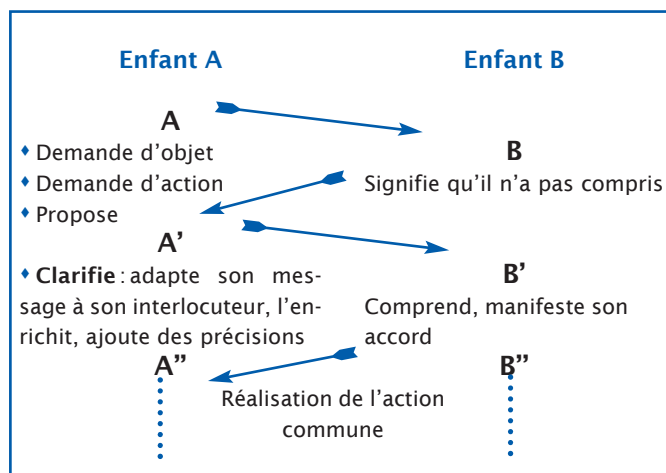 Enfant A
Enfant B
A
♦ Demande d'objet
♦ Demande d'action
♦ Propose
B
Signifie qu'il n'a pas compris
A'
♦ Clarifie : adapte son mes-
sage à son interlocuteur, l'en-
richit, ajoute des précisions
B'
Comprend, manifeste son
accord
A''
B''
Réalisation de l'action
commune